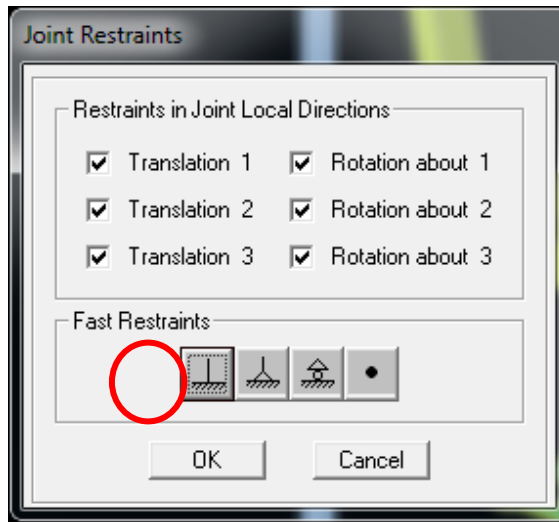 Joint Restraints
Restraints in Joint Local Directions
Translation 1 Rotation about 1
Translation 2 Rotation about 2
Translation 3 Rotation about 3
Fast Restraints
OK Cancel